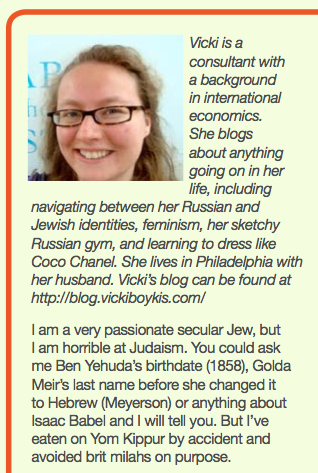 Vicki is a
consultant with
a background
in international
economics.
She blogs
about anything
going on in her
life, including
navigating between her Russian and
Jewish identities, feminism, her sketchy
Russian gym, and learning to dress like
Coco Chanel. She lives in Philadelphia with
her husband. Vicki's blog can be found at
http://blog.vickiboykis.com/
I am a very passionate secular Jew, but
I am horrible at Judaism. You could ask
me Ben Yehuda's birthdate (1858), Golda
Meir's last name before she changed it
to Hebrew (Meyerson) or anything about
Isaac Babel and I will tell you. But I've
eaten on Yom Kippur by accident and
avoided brit milahs on purpose.